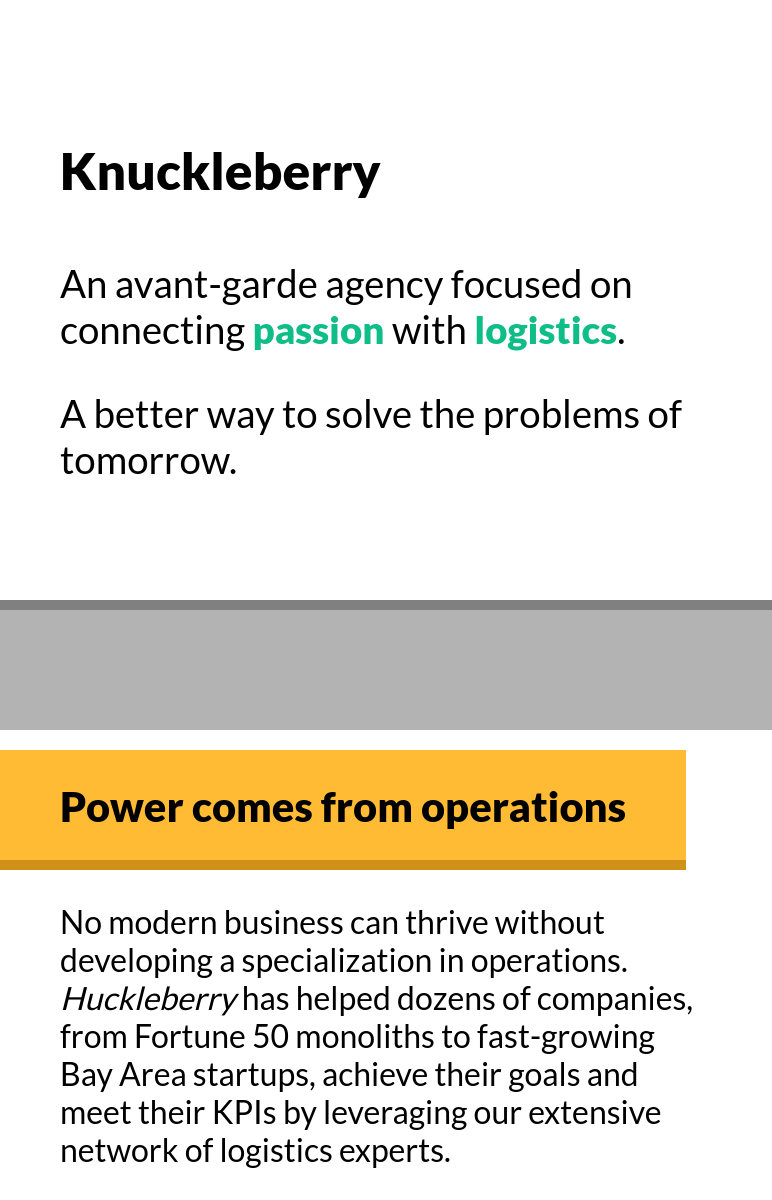 Knuckleberry
An avant-garde agency focused on
connecting passion with logistics.
A better way to solve the problems of
tomorrow.
Power comes from operations
No modern business can thrive without
developing a specialization in operations.
Huckleberry has helped dozens of companies,
from Fortune 50 monoliths to fast-growing
Bay Area startups, achieve their goals and
meet their KPIs by leveraging our extensive
network of logistics experts.